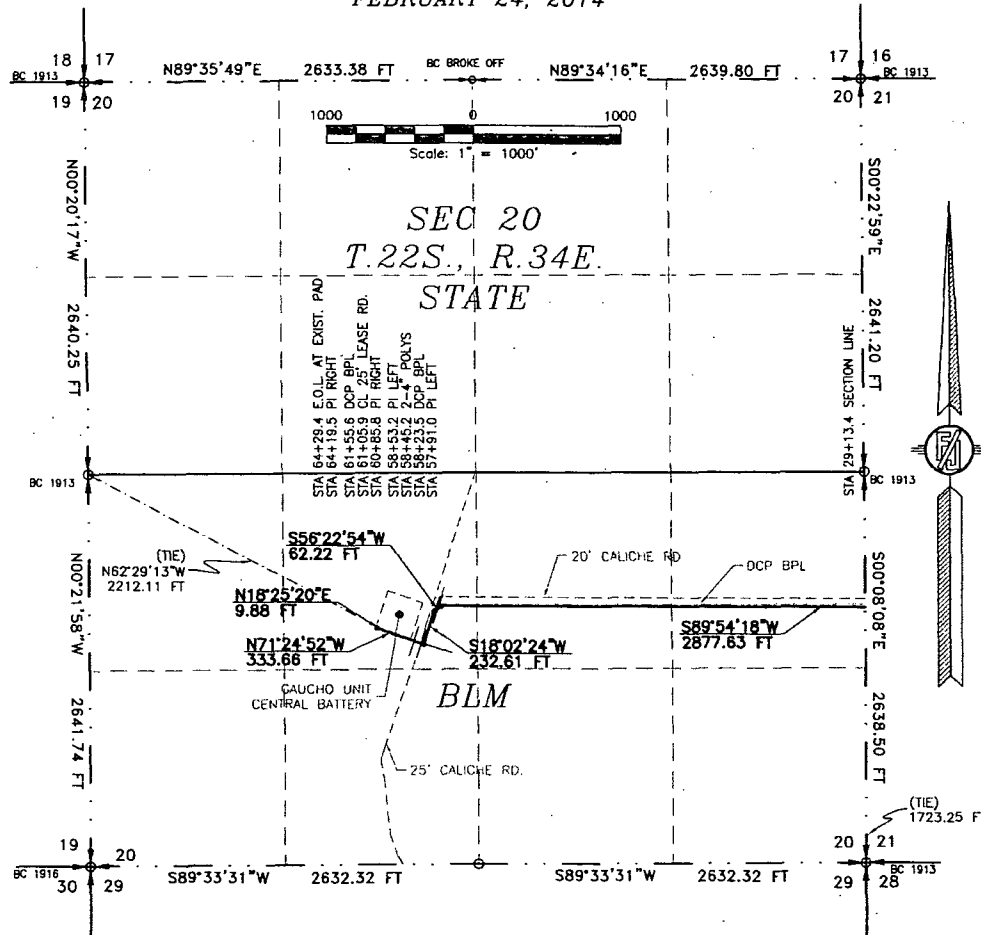 FEBRUARY 24, 2014
18 17
BC 1913
19 20
N89°35'49"E 2633.38 FT
BC BROKE OFF
N89°34'16"E 2639.80 FT
17 16
BC 1913
20 21
1000 0 1000
Scale: 1" = 1000'
N00°20'17"W 2640.25 FT
S00°22'59"E 2641.20 FT
SEC 20
T.22S., R.34E.
STATE
STA 64+29.4 E.O.L. AT EXIST. PAD
STA 64+19.5 PI RIGHT
STA 61+55.6 DCP BPL
STA 61+05.9 CL 25' LEASE RD.
STA 60+85.8 PI RIGHT
STA 58+53.2 PI LEFT
STA 58+45.2 2-4" POLYS
STA 58+23.5 DCP BPL
STA 57+91.0 PI LEFT
STA 29+13.4 SECTION LINE
BC 1913
BC 1913
(TIE)
N62°29'13"W
2212.11 FT
S56°22'54"W
62.22 FT
20' CALICHE RD
DCP BPL
N18°25'20"E
9.88 FT
S89°54'18"W
2877.63 FT
N71°24'52"W
333.66 FT
S18°02'24"W
232.61 FT
GAUCHO UNIT
CENTRAL BATTERY
BLM
25' CALICHE RD.
N00°21'58"W 2641.74 FT
S00°08'08"E 2638.50 FT
(TIE)
1723.25 F
19 20
BC 1916
30 29
S89°33'31"W 2632.32 FT
S89°33'31"W 2632.32 FT
20 21
BC 1913
29 28